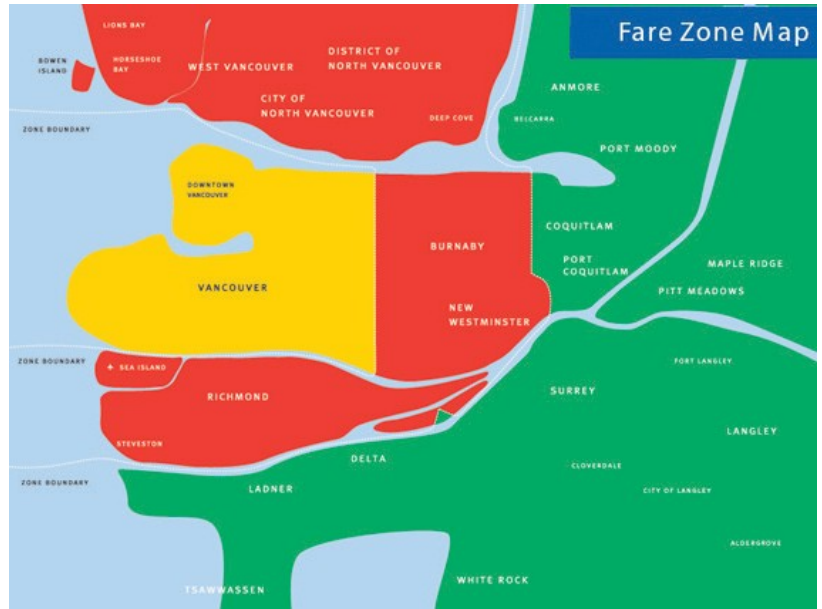 Fare Zone Map
LIONS BAY
BOWEN
ISLAND
HORSESHOE
BAY
WEST VANCOUVER
DISTRICT OF
NORTH VANCOUVER
CITY OF
NORTH VANCOUVER
DEEP COVE
ANMORE
BELCARRA
PORT MOODY
ZONE BOUNDARY
DOWNTOWN
VANCOUVER
VANCOUVER
BURNABY
NEW
WESTMINSTER
COQUITLAM
PORT
COQUITLAM
MAPLE RIDGE
PITT MEADOWS
ZONE BOUNDARY
SEA ISLAND
RICHMOND
STEVESTON
FORT LANGLEY
SURREY
LANGLEY
DELTA
CLOVERDALE
ZONE BOUNDARY
LADNER
CITY OF LANGLEY
ALDERGROVE
TSAWWASSEN
WHITE ROCK